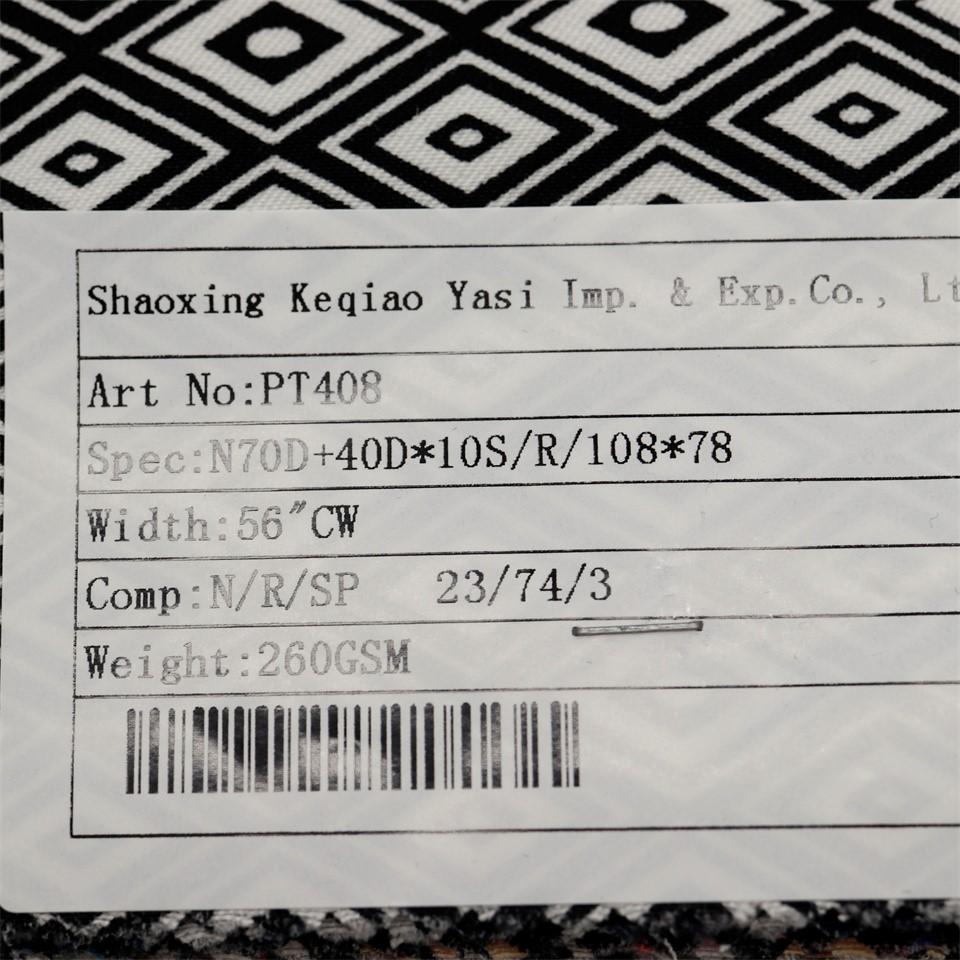 Shaoxing Keqiao Yasi Imp. & Exp.Co.,
Art No:PT408
Spec:N70D+40D*10S/R/108*78
Width:56"CW
Comp:N/R/SP 23/74/3
Weight:260GSM